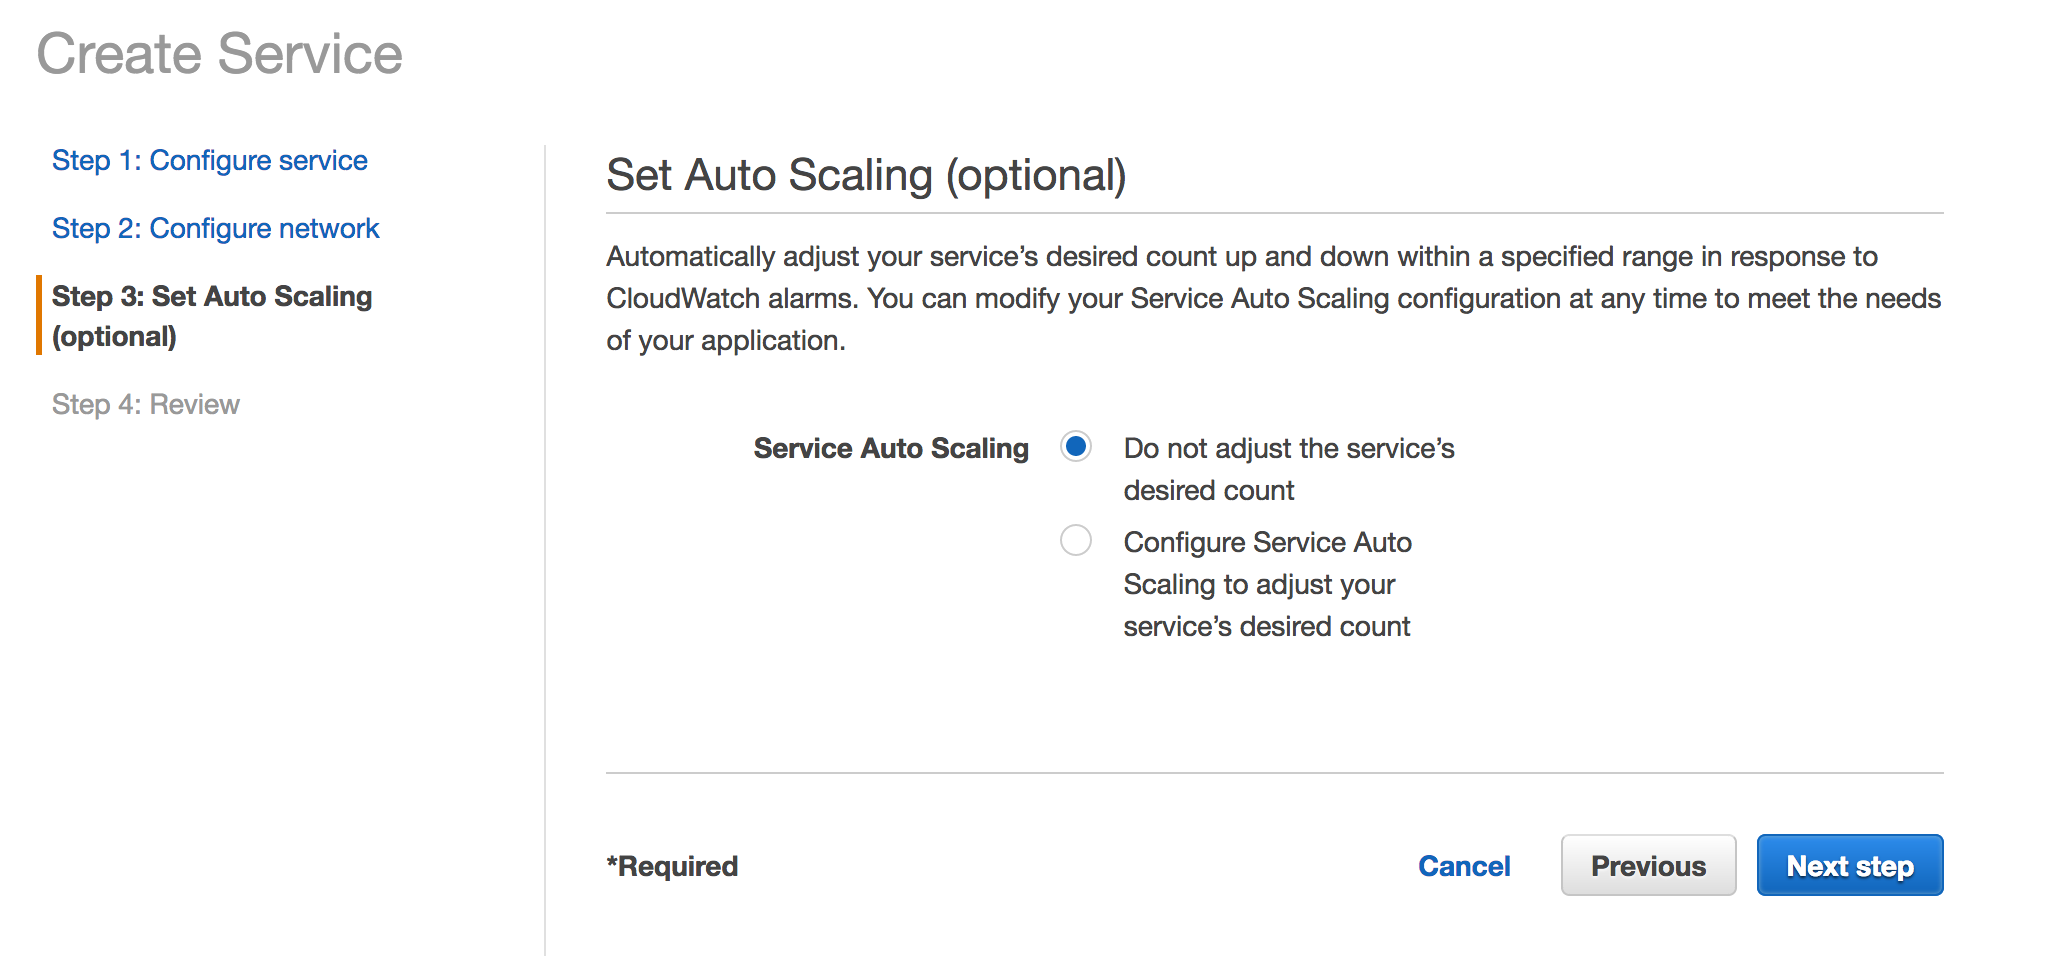 Create Service
Step 1: Configure service
Step 2: Configure network
Step 3: Set Auto Scaling
(optional)
Step 4: Review
Set Auto Scaling (optional)
Automatically adjust your service’s desired count up and down within a specified range in response to
CloudWatch alarms. You can modify your Service Auto Scaling configuration at any time to meet the needs
of your application.
Service Auto Scaling
Do not adjust the service’s
desired count
Configure Service Auto
Scaling to adjust your
service’s desired count
*Required
Cancel
Previous
Next step